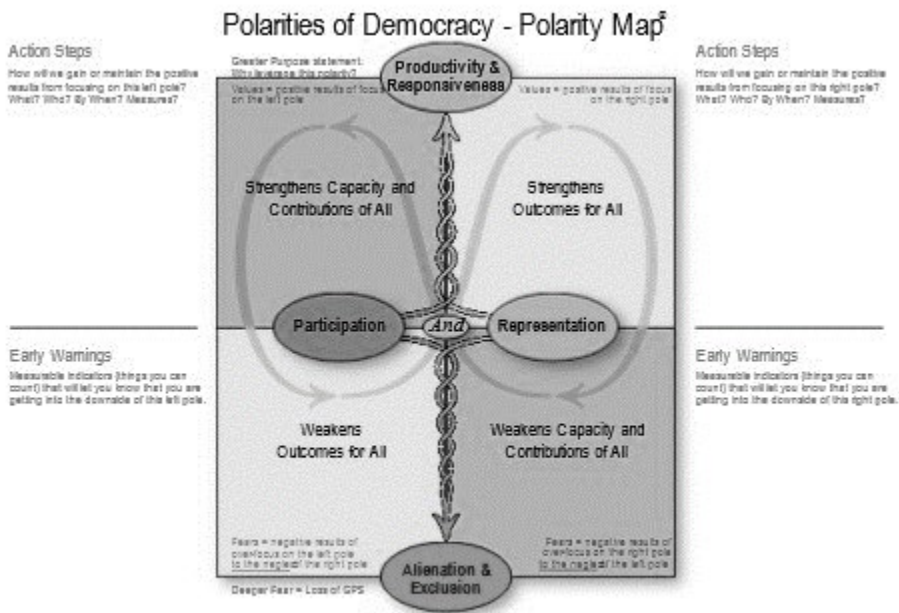 Polarities of Democracy - Polarity Map®
Action Steps
How will we gain or maintain the positive
results from focusing on this left pole?
What? Who? By When? Measures?
Greater Purpose statement:
Why leverage this polarity?
Values = positive results of focus
on the left pole
Productivity &
Responsiveness
Values = positive results of focus
on the right pole
Action Steps
How will we gain or maintain the positive
results from focusing on this right pole?
What? Who? By When? Measures?
Strengthens Capacity and
Contributions of All
Strengthens
Outcomes for All
Participation
And
Representation
Early Warnings
Measurable indicators (things you can
count) that will let you know that you are
getting into the downside of this left pole.
Early Warnings
Measurable indicators (things you can
count) that will let you know that you are
getting into the downside of this right pole.
Weakens
Outcomes for All
Weakens Capacity and
Contributions of All
Fears = negative results of
overfocus on the left pole
to the neglect of the right pole
Fears = negative results of
overfocus on the right pole
to the neglect of the left pole
Deeper Fear = Loss of GPS
Alienation &
Exclusion